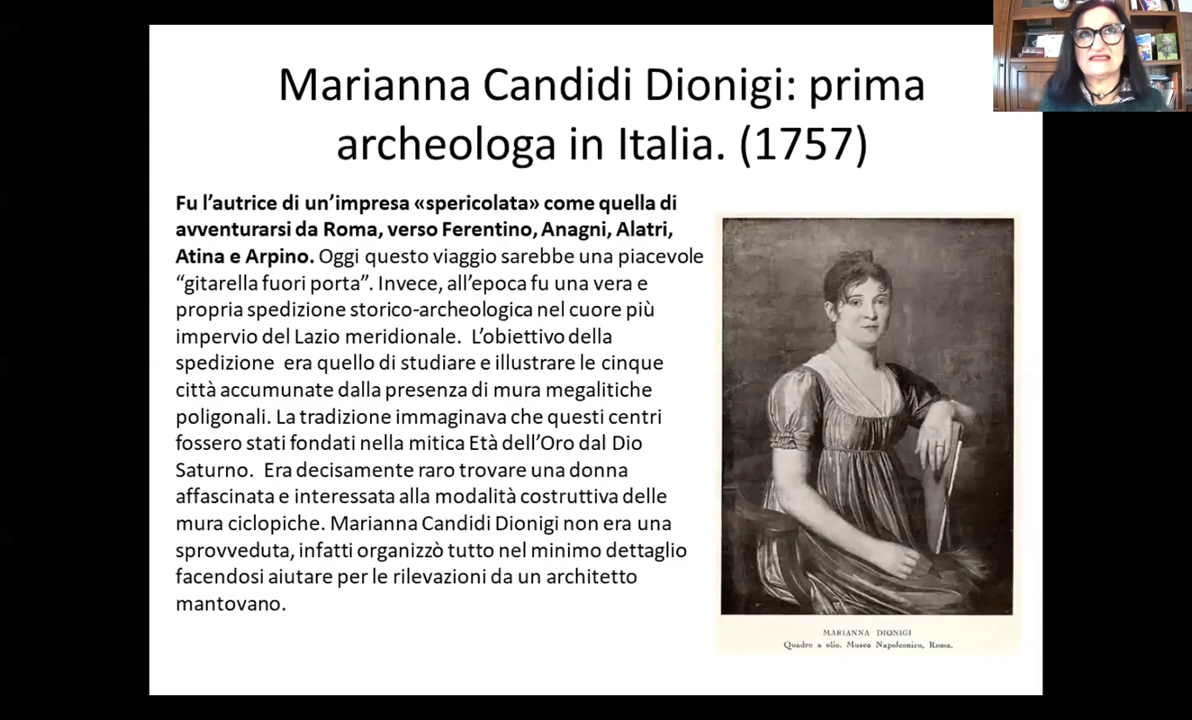 Marianna Candidi Dionigi: prima
archeologa in Italia. (1757)
Fu l’autrice di un’impresa «spericolata» come quella di
avventurarsi da Roma, verso Ferentino, Anagni, Alatri,
Atina e Arpino. Oggi questo viaggio sarebbe una piacevole
“gitarella fuori porta”. Invece, all’epoca fu una vera e
propria spedizione storico-archeologica nel cuore più
impervio del Lazio meridionale. L’obiettivo della
spedizione era quello di studiare e illustrare le cinque
città accumunate dalla presenza di mura megalitiche
poligonali. La tradizione immaginava che questi centri
fossero stati fondati nella mitica Età dell’Oro dal Dio
Saturno. Era decisamente raro trovare una donna
affascinata e interessata alla modalità costruttiva delle
mura ciclopiche. Marianna Candidi Dionigi non era una
sprovveduta, infatti organizzò tutto nel minimo dettaglio
facendosi aiutare per le rilevazioni da un architetto
mantovano.
MARIANNA DIONIGI
Quadro a olio. Museo Napoleonico, Roma.